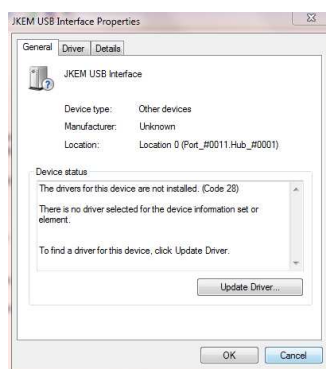 JKEM USB Interface Properties
General Driver Details
JKEM USB Interface
Device type: Other devices
Manufacturer: Unknown
Location: Location 0 (Port_#0011.Hub_#0001)
Device status
The drivers for this device are not installed. (Code 28)
There is no driver selected for the device information set or
element.
To find a driver for this device, click Update Driver.
Update Driver...
OK Cancel